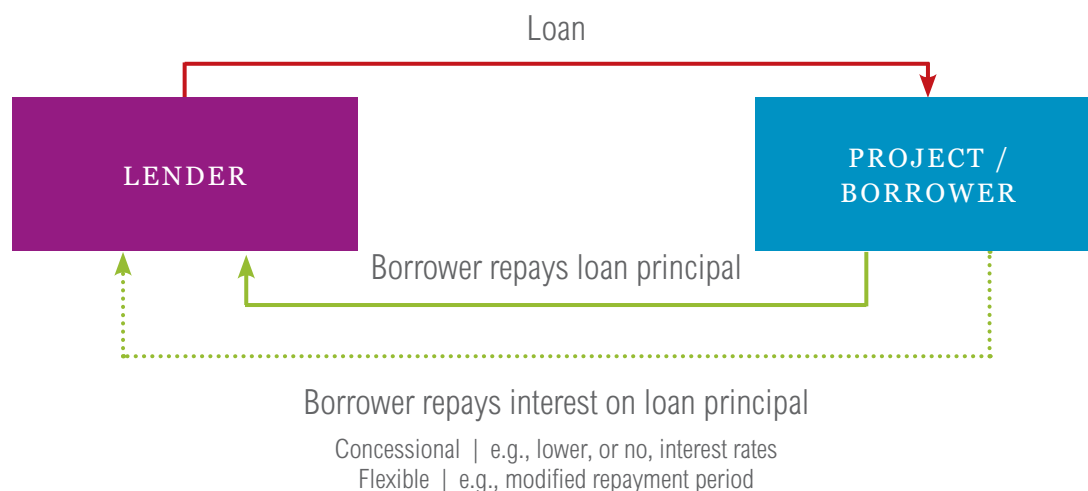 Loan
LENDER
PROJECT /
BORROWER
Borrower repays loan principal
Borrower repays interest on loan principal
Concessional | e.g., lower, or no, interest rates
Flexible | e.g., modified repayment period